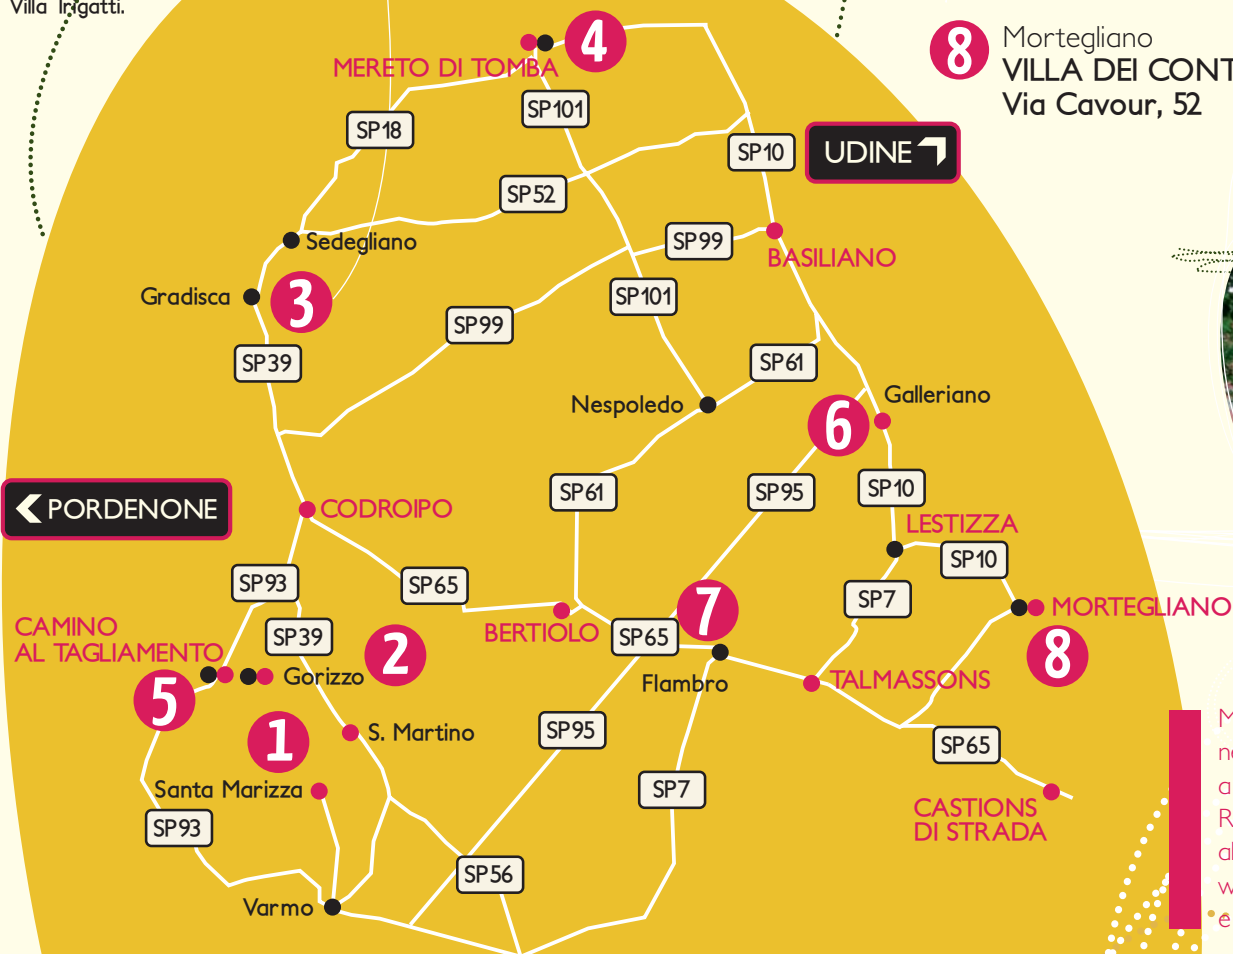 Villa Irigatti.
4
8
Mortegliano
VILLA DEI CONT
Via Cavour, 52
MERETO DI TOMBA
SP101
SP18
SP10
UDINE
SP52
Sedegliano
SP99
BASILIANO
Gradisca
3
SP101
SP99
SP39
SP61
Nespoledo
Galleriano
6
SP61
SP95
SP10
PORDENONE
CODROIPO
LESTIZZA
SP10
SP93
SP65
SP7
7
MORTEGLIANO
CAMINO
AL TAGLIAMENTO
SP39
BERTIOLO
SP65
2
8
Gorizzo
Flambro
TALMASSONS
5
1
S. Martino
SP95
SP65
Santa Marizza
SP7
CASTIONS
DI STRADA
SP93
SP56
Varmo
M
n
a
R
al
w
e